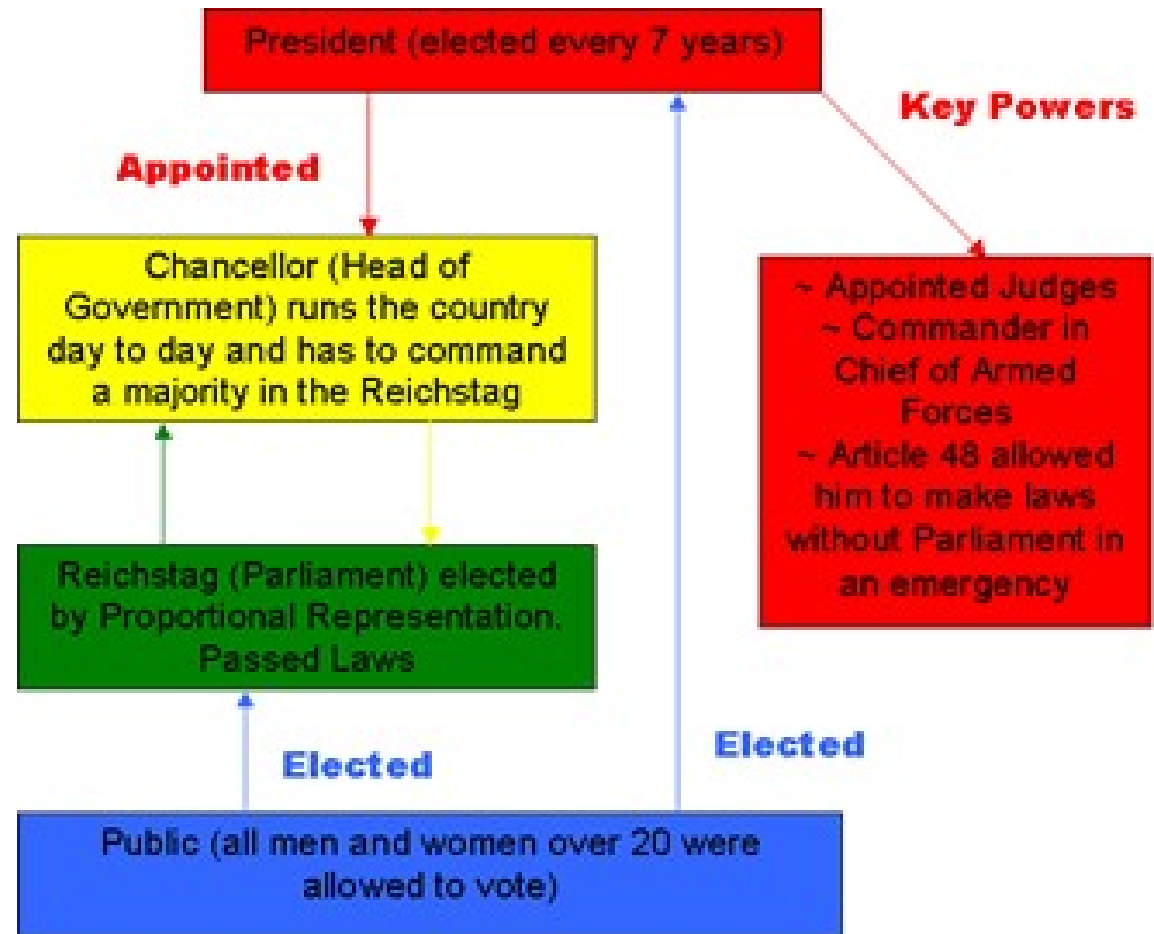 President (elected every 7 years)
Key Powers
Appointed
Chancellor (Head of
Government) runs the country
day to day and has to command
a majority in the Reichstag
~ Appointed Judges
~ Commander in
Chief of Armed
Forces
~ Article 48 allowed
him to make laws
without Parliament in
an emergency
Reichstag (Parliament) elected
by Proportional Representation.
Passed Laws
Elected
Elected
Public (all men and women over 20 were
allowed to vote)